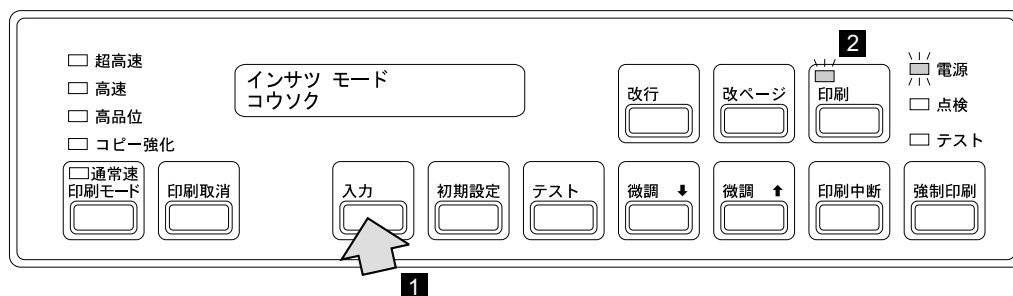 2
超高速
電源
インサツ モード
コウソク
高速
改行
改ページ
印刷
点検
高品位
コピー強化
テスト
通常速
印刷モード
印刷取消
入力
初期設定
テスト
微調 ⬇
微調 ⬆
印刷中断
強制印刷
1